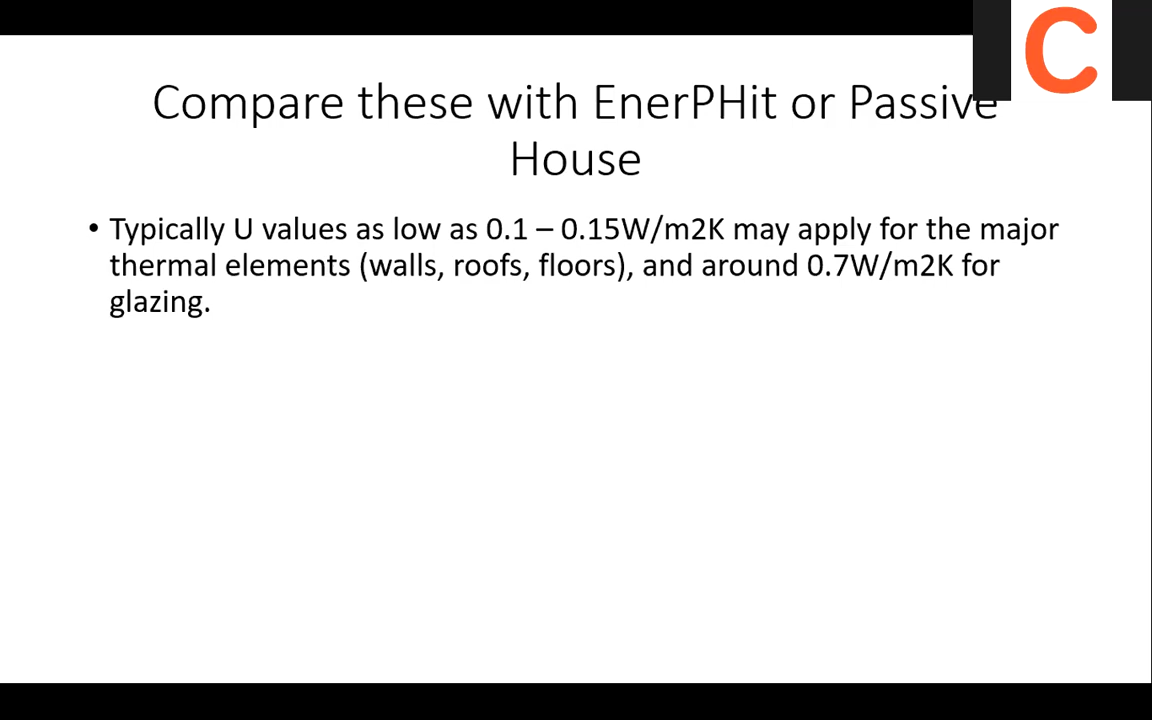 C
Compare these with EnerPHit or Passive
House
• Typically U values as low as 0.1 – 0.15W/m2K may apply for the major
thermal elements (walls, roofs, floors), and around 0.7W/m2K for
glazing.